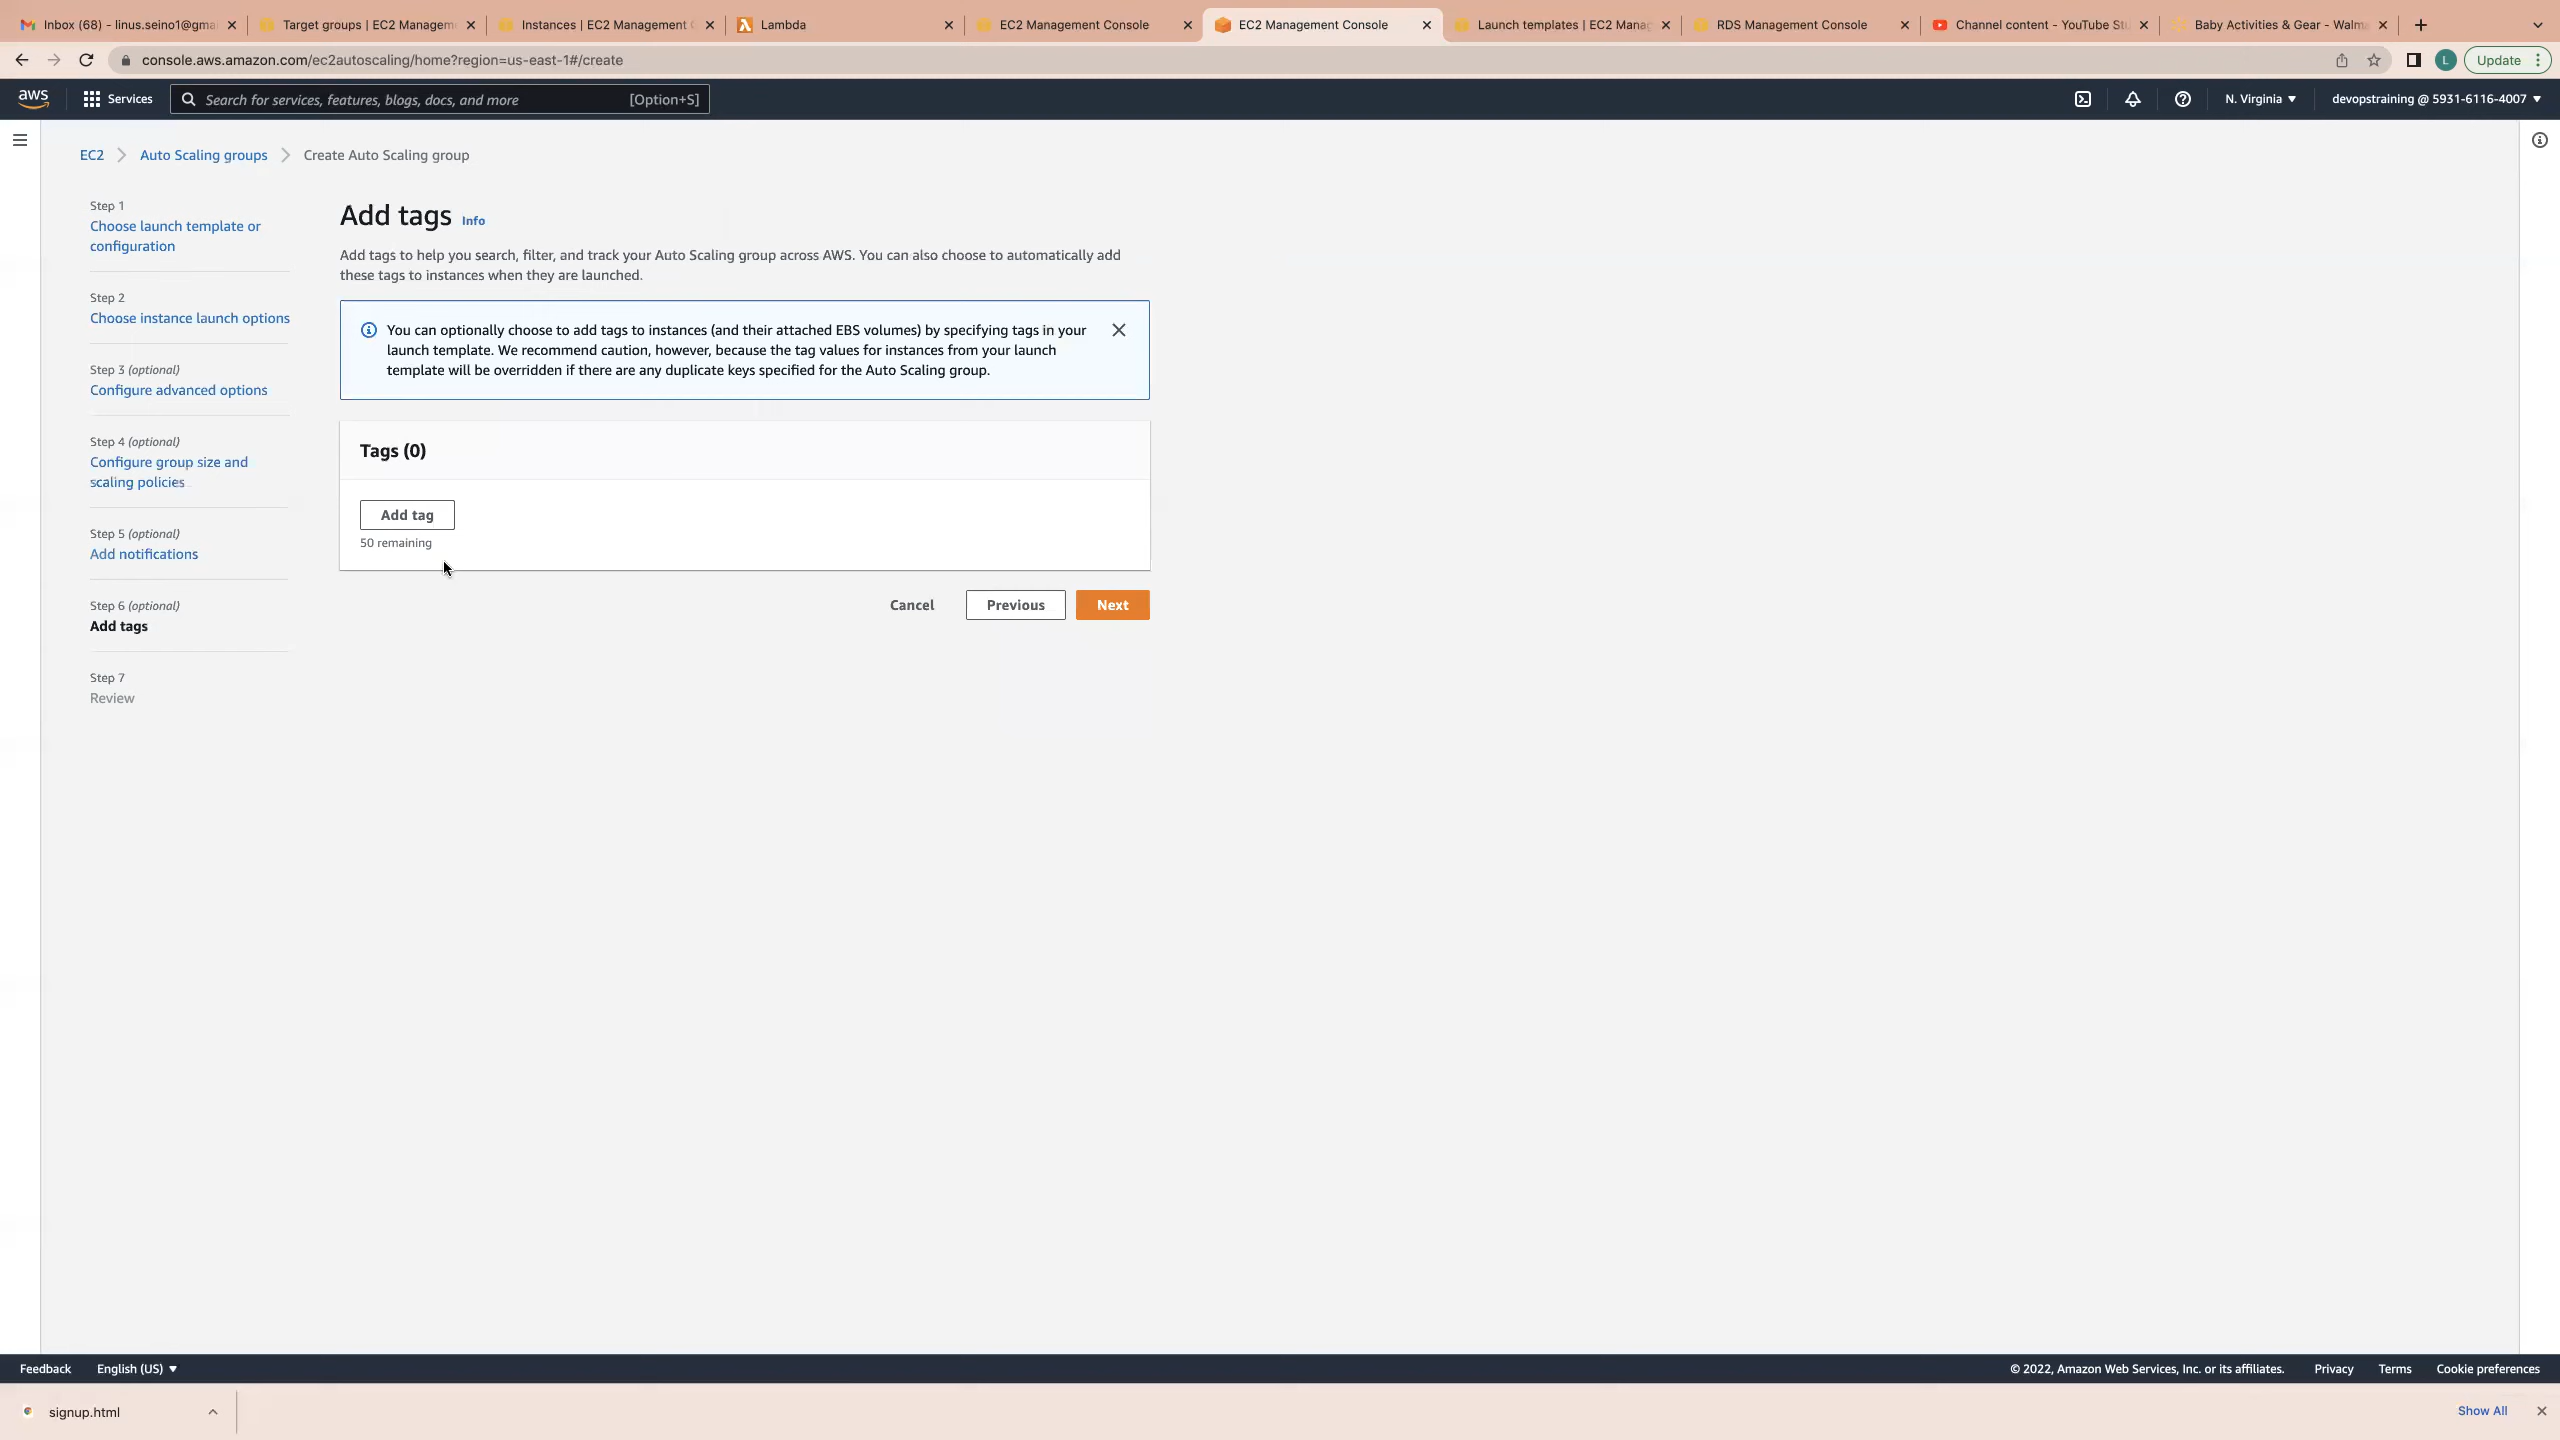 Inbox (68) - linus.seino1@gma
Target groups | EC2 Managem
Instances | EC2 Management C
Lambda
EC2 Management Console
EC2 Management Console
Launch templates | EC2 Manag
RDS Management Console
Channel content - YouTube Stu
Baby Activities & Gear - Walm
console.aws.amazon.com/ec2autoscaling/home?region=us-east-1#/create
L
Update
aws
Services
Search for services, features, blogs, docs, and more
[Option+S]
N. Virginia
devopstraining @ 5931-6116-4007
EC2
Auto Scaling groups
Create Auto Scaling group
Step 1
Choose launch template or
configuration
Step 2
Choose instance launch options
Step 3 (optional)
Configure advanced options
Step 4 (optional)
Configure group size and
scaling policies
Step 5 (optional)
Add notifications
Step 6 (optional)
Add tags
Step 7
Review
Add tags Info
Add tags to help you search, filter, and track your Auto Scaling group across AWS. You can also choose to automatically add
these tags to instances when they are launched.
You can optionally choose to add tags to instances (and their attached EBS volumes) by specifying tags in your
launch template. We recommend caution, however, because the tag values for instances from your launch
template will be overridden if there are any duplicate keys specified for the Auto Scaling group.
Tags (0)
Add tag
50 remaining
Cancel
Previous
Next
Feedback
English (US)
© 2022, Amazon Web Services, Inc. or its affiliates.
Privacy
Terms
Cookie preferences
signup.html
Show All